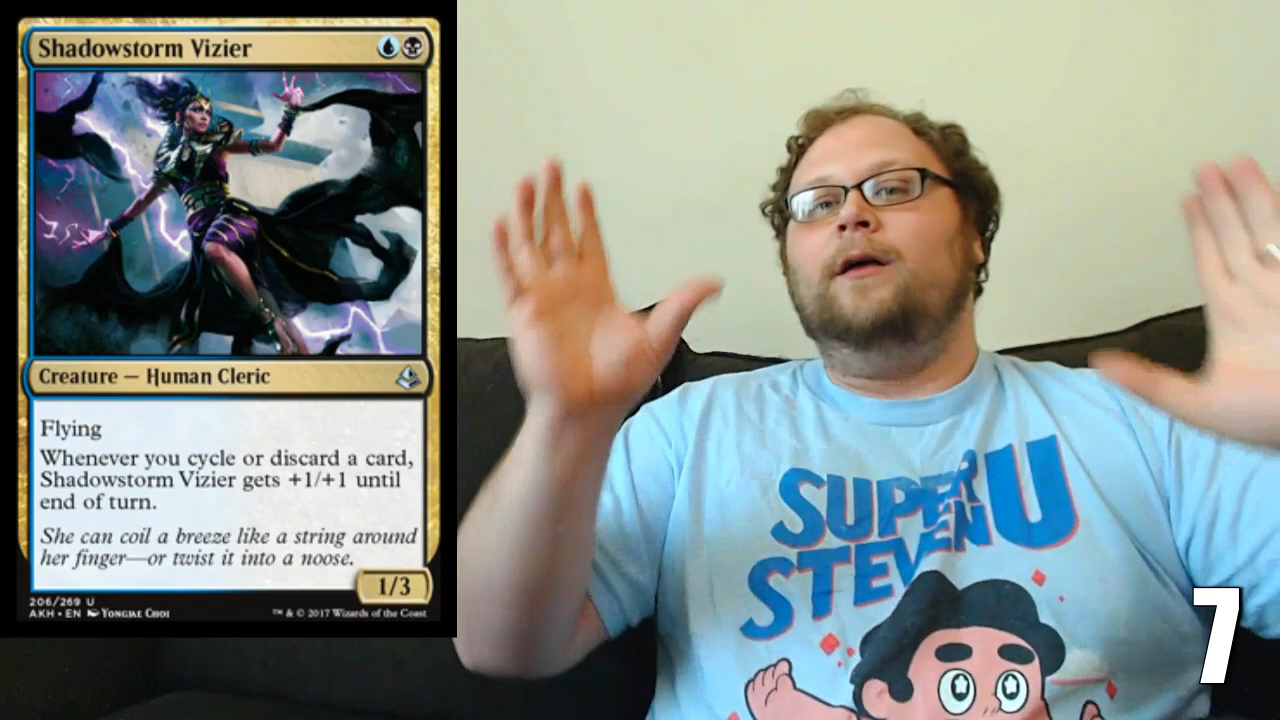 Shadowstorm Vizier
Creature — Human Cleric
Flying
Whenever you cycle or discard a card,
Shadowstorm Vizier gets +1/+1 until
end of turn.
She can coil a breeze like a string around
her finger—or twist it into a noose.
1/3
206/269 U
AKH • EN Yongjae Choi
™ & © 2017 Wizards of the Coast
SUPER
STEVEN
U
7